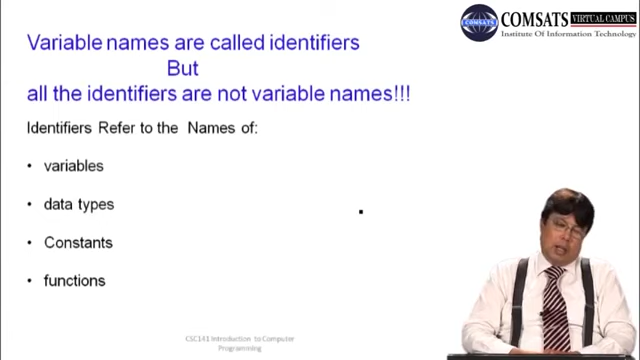 COMSATS VIRTUAL CAMPUS
Institute Of Information Technology
Variable names are called identifiers
But
all the identifiers are not variable names!!!
Identifiers Refer to the Names of:
• variables
• data types
• Constants
• functions
CSC141 Introduction to Computer
Programming